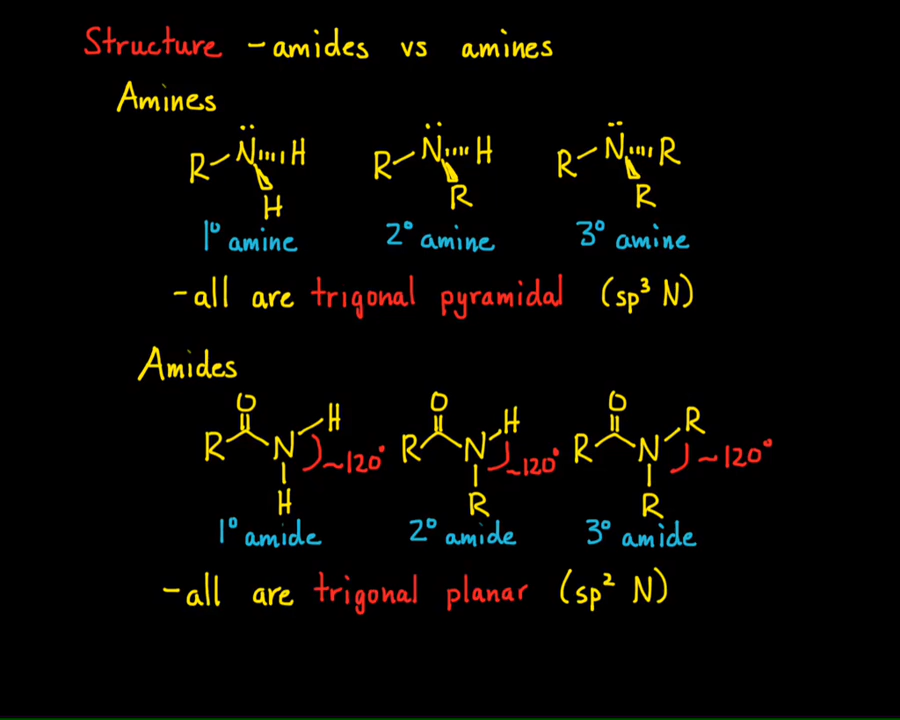 Structure - amides vs amines
Amines
R N H H
R N H R
R N R R
1° amine 2° amine 3° amine
- all are trigonal pyramidal (sp³ N)
Amides
O R N H H ~120°
O R N H R ~120°
O R N R R ~120°
1° amide 2° amide 3° amide
- all are trigonal planar (sp² N)